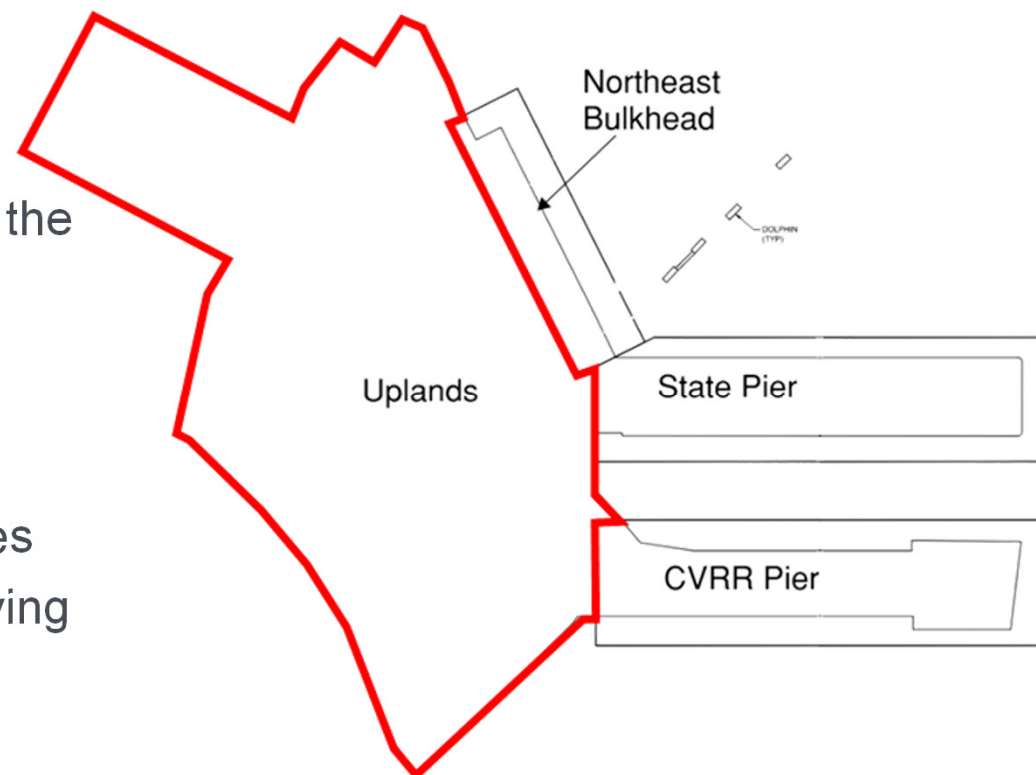 Northeast
Bulkhead
the
DOLPHIN
(TYP)
Uplands
State Pier
es
ving
CVRR Pier